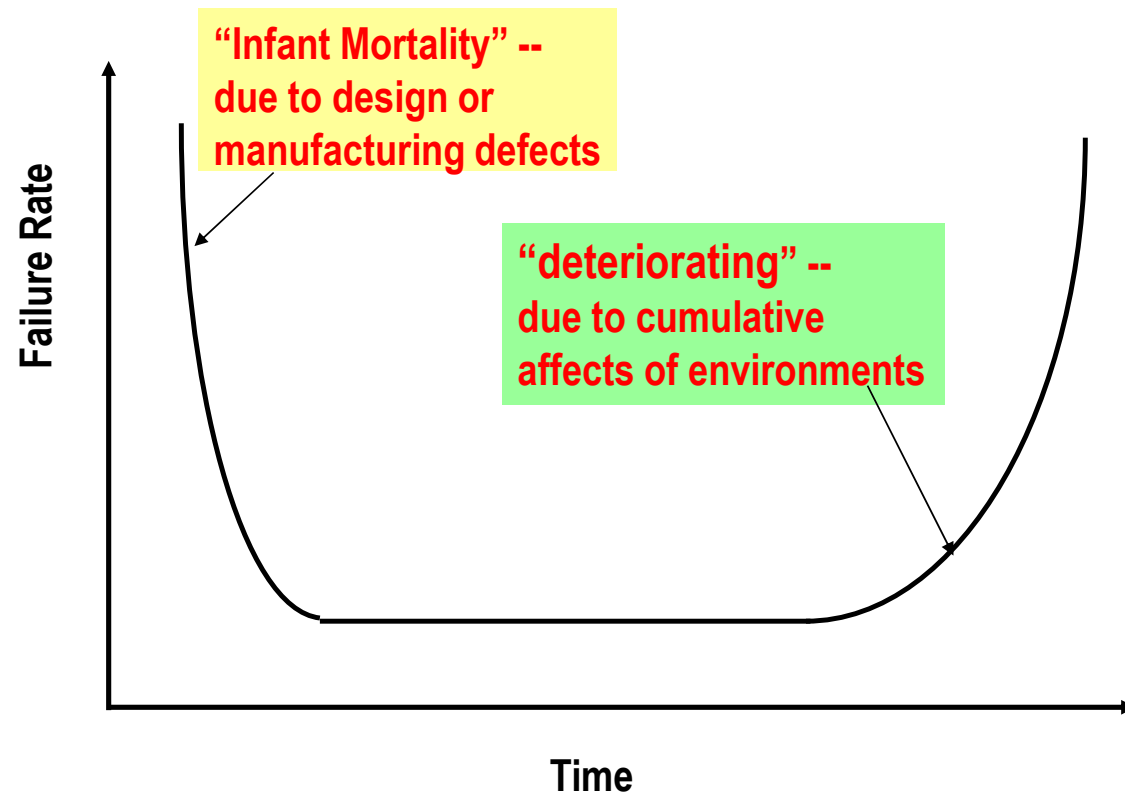 “Infant Mortality” --
due to design or
manufacturing defects
Failure Rate
“deteriorating” --
due to cumulative
affects of environments
Time